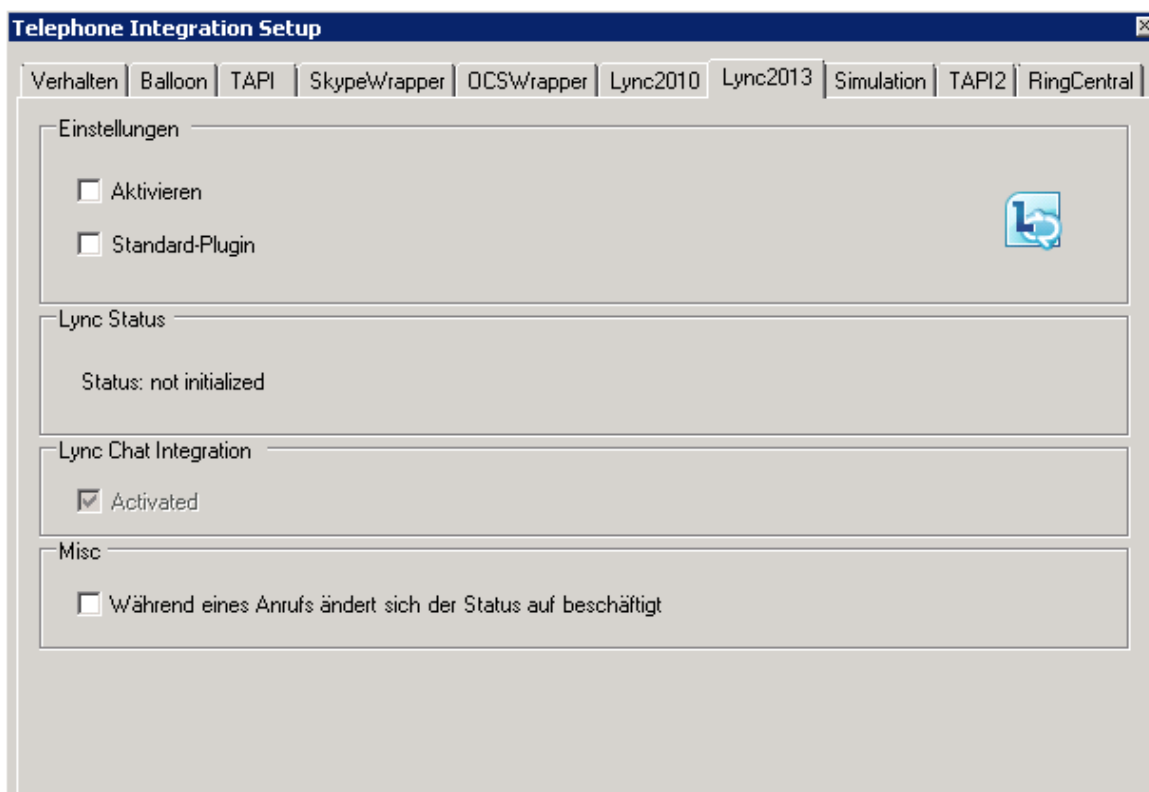 Telephone Integration Setup
Verhalten Balloon TAPI SkypeWrapper OCSWrapper Lync2010 Lync2013 Simulation TAPI2 RingCentral
Einstellungen
Aktivieren
Standard-Plugin
Lync Status
Status: not initialized
Lync Chat Integration
Activated
Misc
Während eines Anrufs ändert sich der Status auf beschäftigt